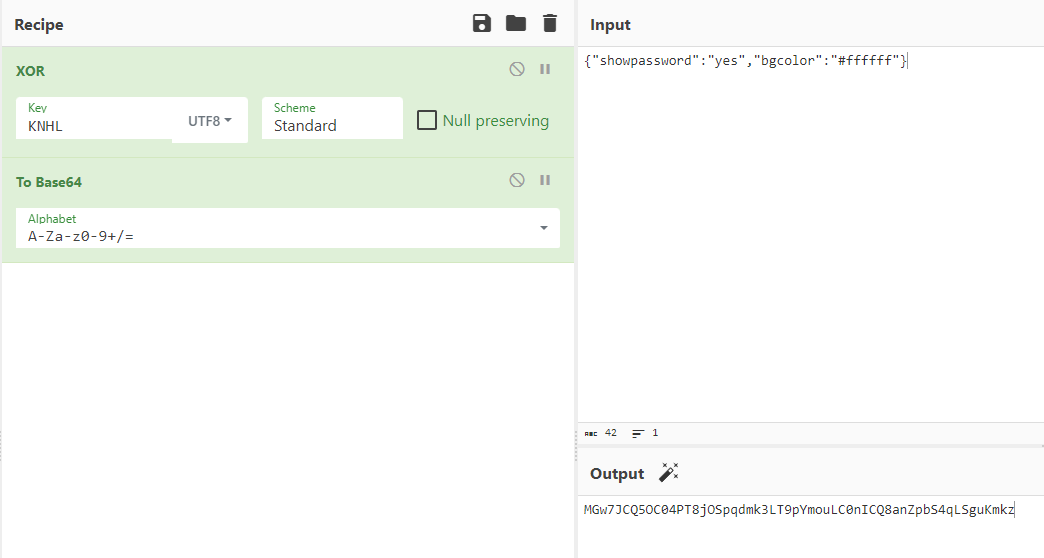 Recipe
XOR
Key
KNHL
UTF8
Scheme
Standard
Null preserving
To Base64
Alphabet
A-Za-z0-9+/=
Input
{"showpassword":"yes","bgcolor":"#ffffff"}
ABC 42 1
Output
MGw7JCQ5OC04PT8jOSpqdmk3LT9pYmouLC0nICQ8anZpbS4qLSguKmkz